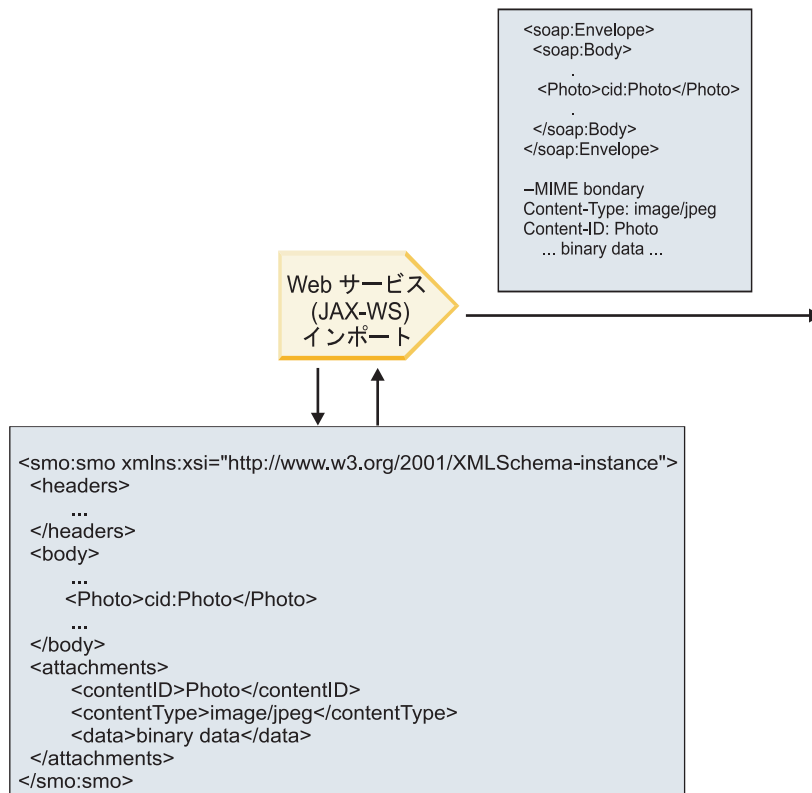 <soap:Envelope>
<soap:Body>
.
<Photo>cid:Photo</Photo>
.
</soap:Body>
</soap:Envelope>
–MIME bondary
Content-Type: image/jpeg
Content-ID: Photo
... binary data ...
Web サービス
(JAX-WS)
インポート
<smo:smo xmlns:xsi="http://www.w3.org/2001/XMLSchema-instance">
<headers>
...
</headers>
<body>
...
<Photo>cid:Photo</Photo>
...
</body>
<attachments>
<contentID>Photo</contentID>
<contentType>image/jpeg</contentType>
<data>binary data</data>
</attachments>
</smo:smo>